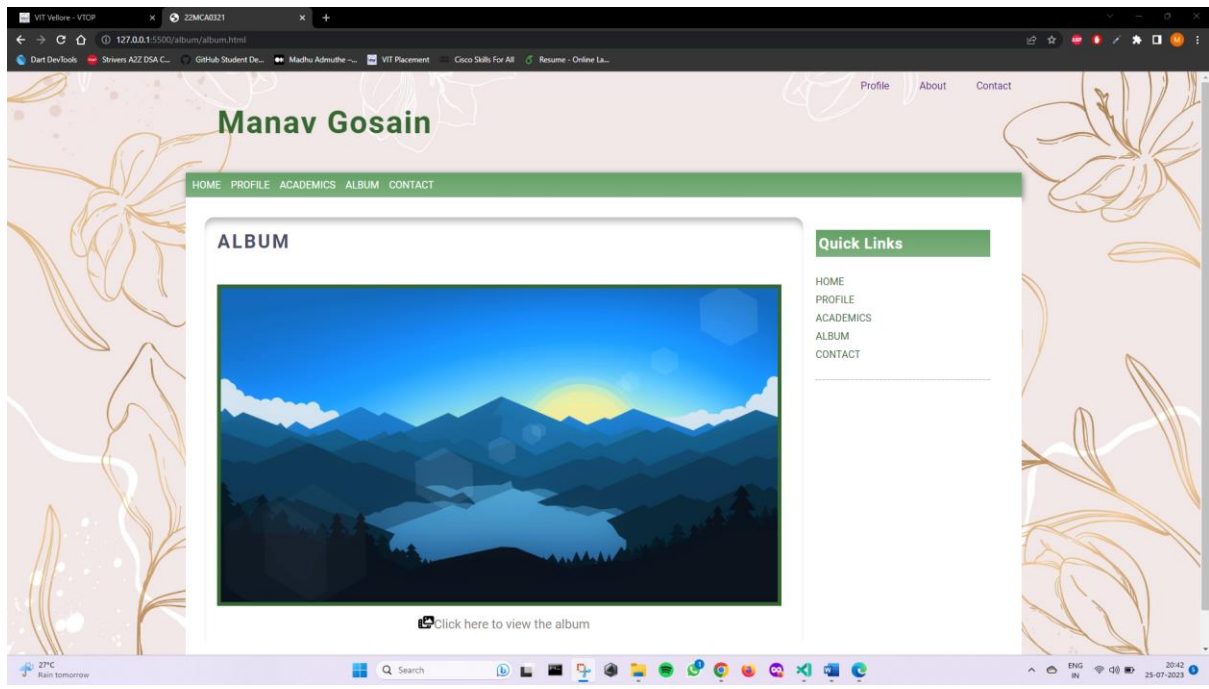 VIT Vellore - VTOP
22MCA0321
127.0.0.1:5500/album/album.html
Dart DevTools
Strivers A2Z DSA C...
GitHub Student De...
Madhu Admuthe –...
VIT Placement
Cisco Skills For All
Resume - Online La...
Profile About Contact
Manav Gosain
HOME PROFILE ACADEMICS ALBUM CONTACT
ALBUM
Click here to view the album
Quick Links
HOME
PROFILE
ACADEMICS
ALBUM
CONTACT
27°C
Rain tomorrow
Search
ENG
IN
20:42
25-07-2023